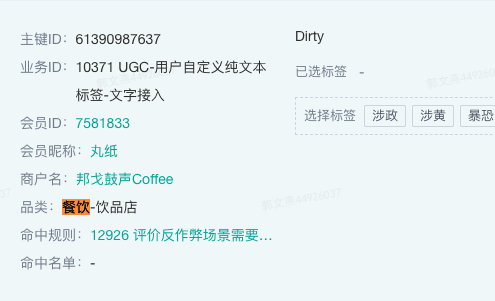 主键ID： 61390987637
业务ID： 10371 UGC-用户自定义纯文本
标签-文字接入
会员ID： 7581833
会员昵称： 丸纸
商户名： 邦戈鼓声Coffee
品类： 餐饮-饮品店
命中规则： 12926 评价反作弊场景需要…
命中名单： -
Dirty
已选标签 -
选择标签 涉政 涉黄 暴恐